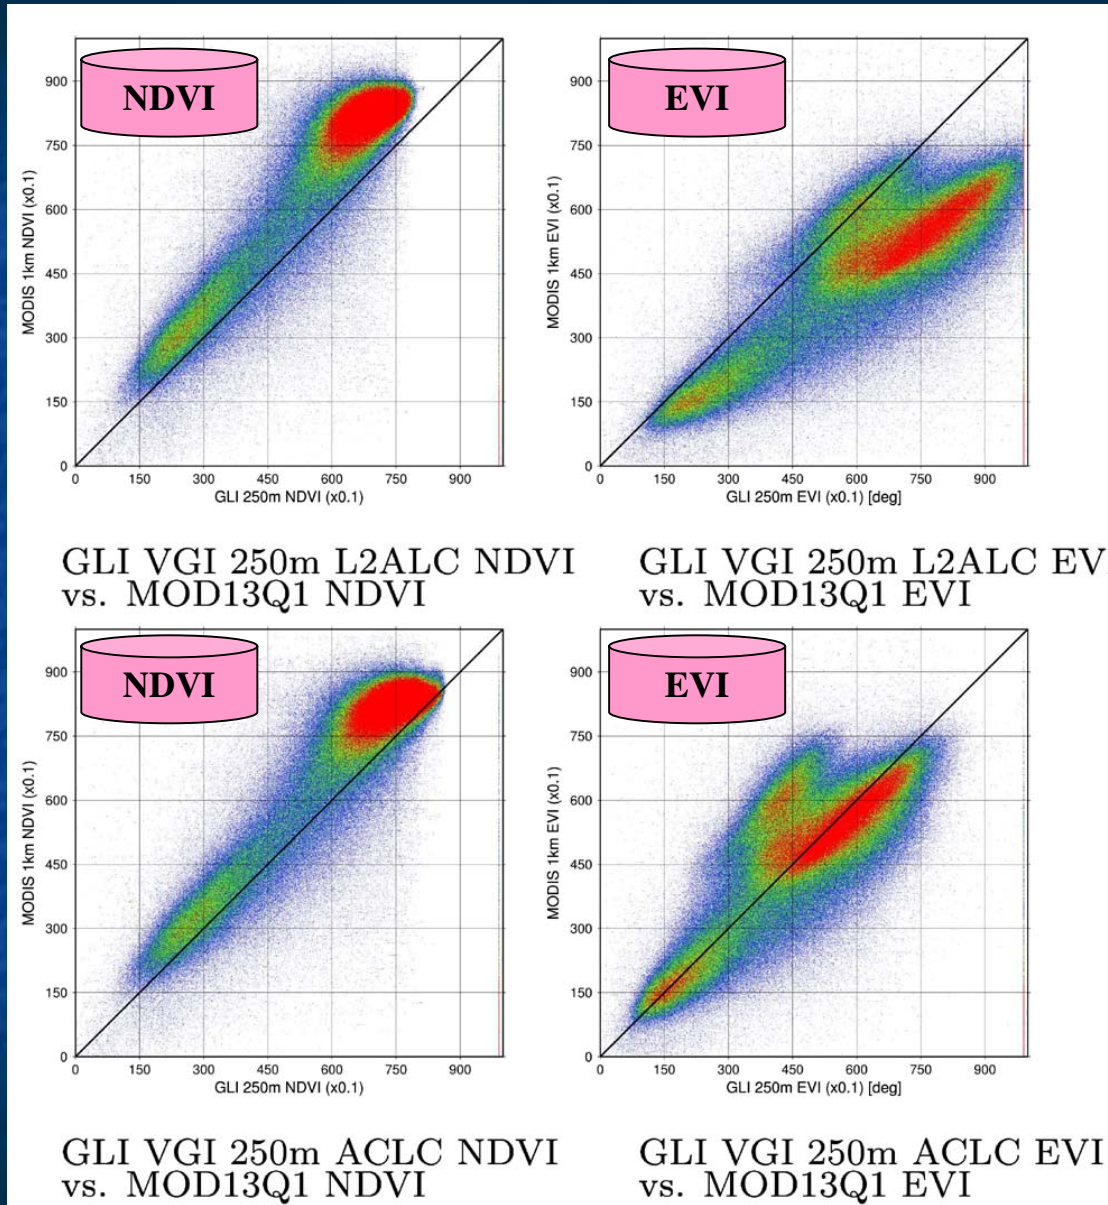 NDVI
900
750
600
450
300
150
0
MODIS 1km NDVI (x0.1)
0 150 300 450 600 750 900
GLI 250m NDVI (x0.1)
EVI
900
750
600
450
300
150
0
MODIS 1km EVI (x0.1)
0 150 300 450 600 750 900
GLI 250m EVI (x0.1) [deg]
GLI VGI 250m L2ALC NDVI
vs. MOD13Q1 NDVI
GLI VGI 250m L2ALC EV
vs. MOD13Q1 EVI
NDVI
900
750
600
450
300
150
0
MODIS 1km NDVI (x0.1)
0 150 300 450 600 750 900
GLI 250m NDVI (x0.1)
EVI
900
750
600
450
300
150
0
MODIS 1km EVI (x0.1)
0 150 300 450 600 750 900
GLI 250m EVI (x0.1) [deg]
GLI VGI 250m ACLC NDVI
vs. MOD13Q1 NDVI
GLI VGI 250m ACLC EVI
vs. MOD13Q1 EVI